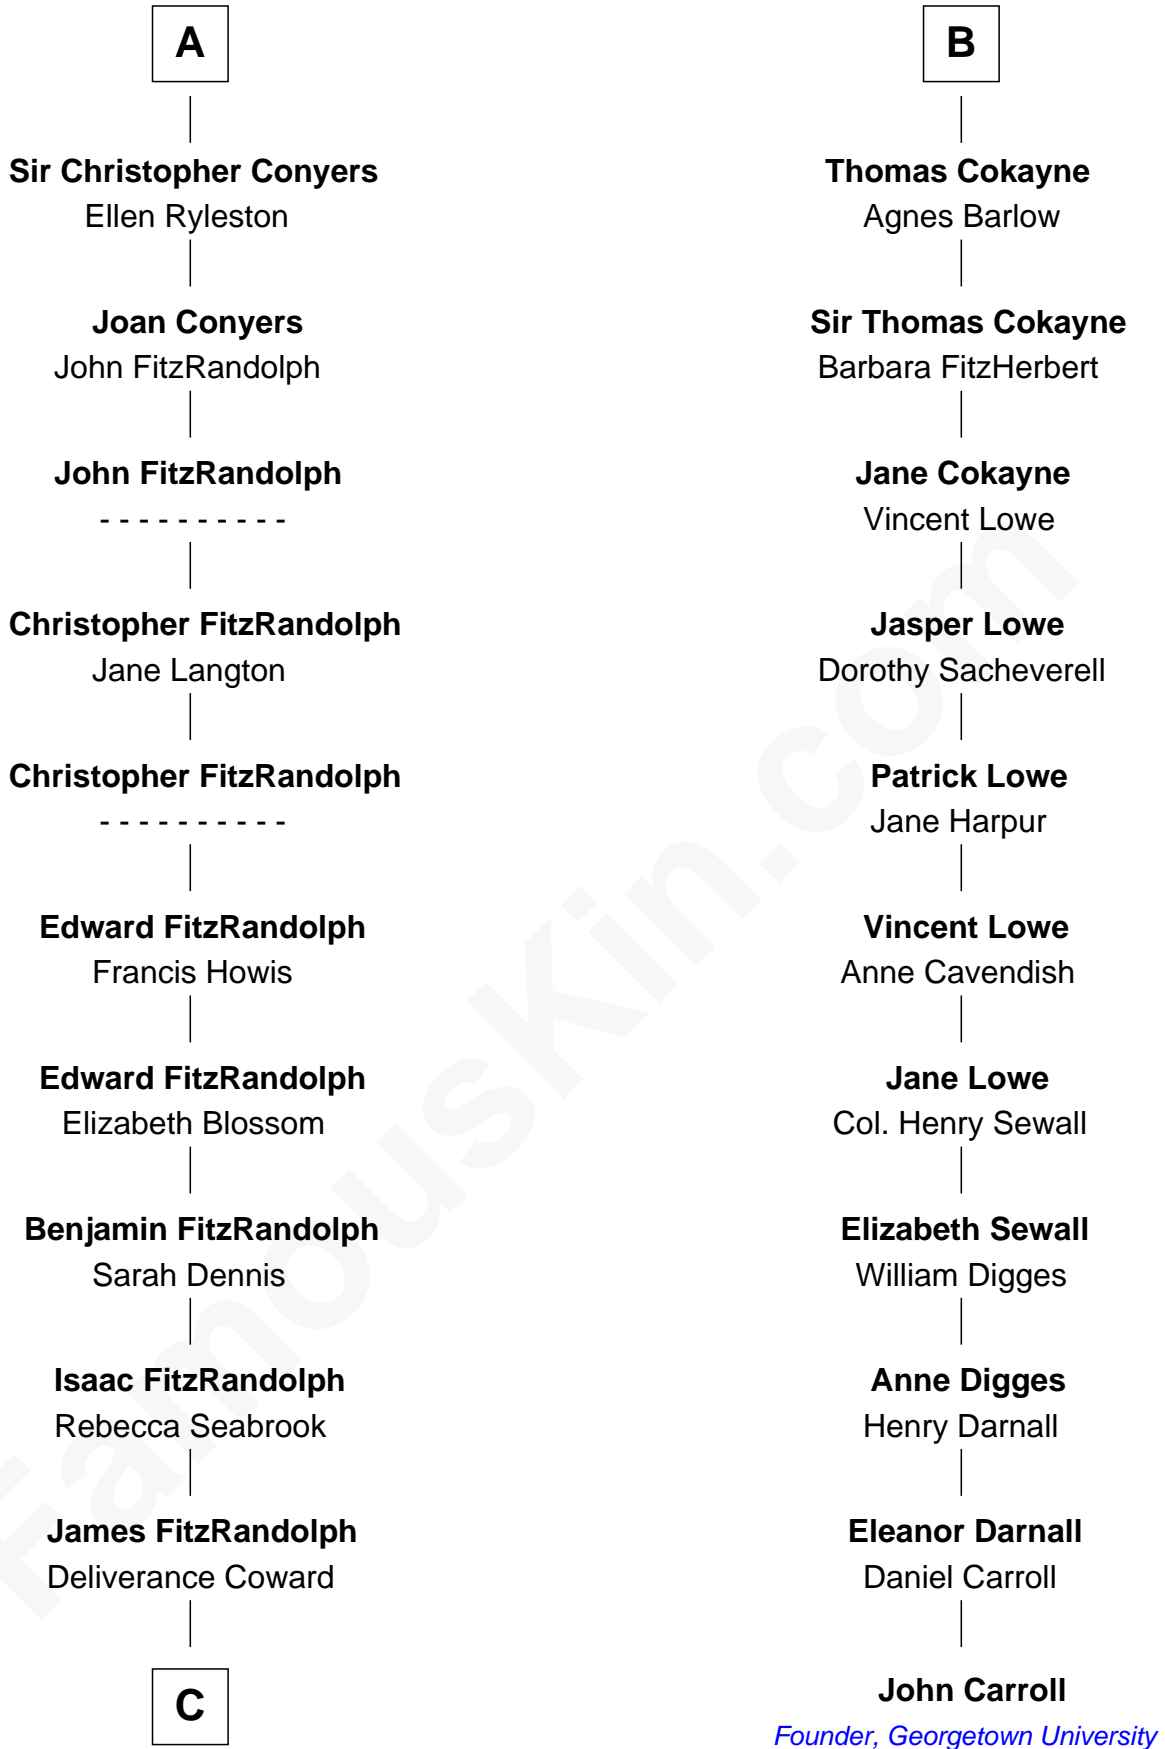 A
Sir Christopher Conyers
Ellen Ryleston
Joan Conyers
John FitzRandolph
John FitzRandolph
- - - - - - - - - -
Christopher FitzRandolph
Jane Langton
Christopher FitzRandolph
- - - - - - - - - -
Edward FitzRandolph
Francis Howis
Edward FitzRandolph
Elizabeth Blossom
Benjamin FitzRandolph
Sarah Dennis
Isaac FitzRandolph
Rebecca Seabrook
James FitzRandolph
Deliverance Coward
C
B
Thomas Cokayne
Agnes Barlow
Sir Thomas Cokayne
Barbara FitzHerbert
Jane Cokayne
Vincent Lowe
Jasper Lowe
Dorothy Sacheverell
Patrick Lowe
Jane Harpur
Vincent Lowe
Anne Cavendish
Jane Lowe
Col. Henry Sewall
Elizabeth Sewall
William Digges
Anne Digges
Henry Darnall
Eleanor Darnall
Daniel Carroll
John Carroll
Founder, Georgetown University
FamousKin.com